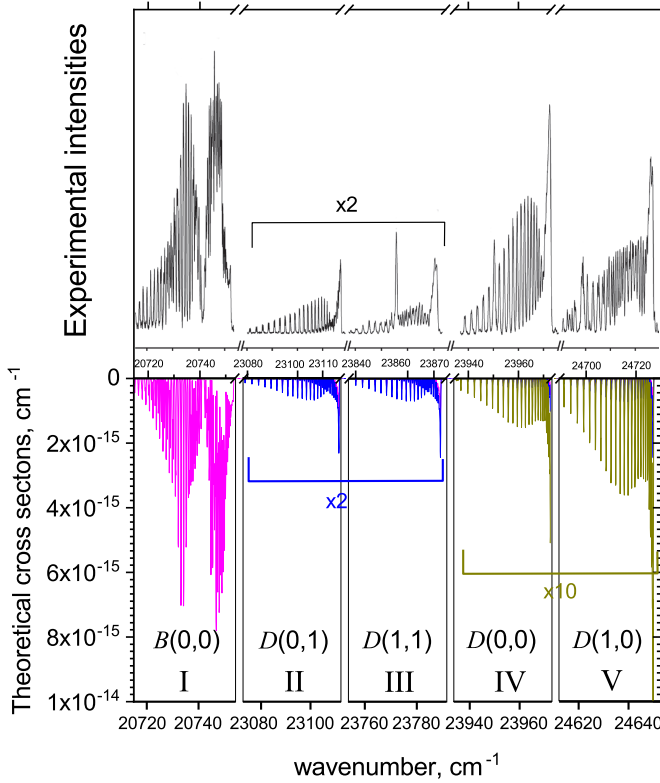 Experimental intensities
x2
20720 20740 23080 23100 23110 23840 23860 23870 23940 23960 24700 24720
Theoretical cross sectons, cm-1
0
2x10-15
4x10-15
6x10-15
8x10-15
1x10-14
x2
x10
B(0,0) D(0,1) D(1,1) D(0,0) D(1,0)
I II III IV V
20720 20740 23080 23100 23760 23780 23940 23960 24620 24640
wavenumber, cm-1